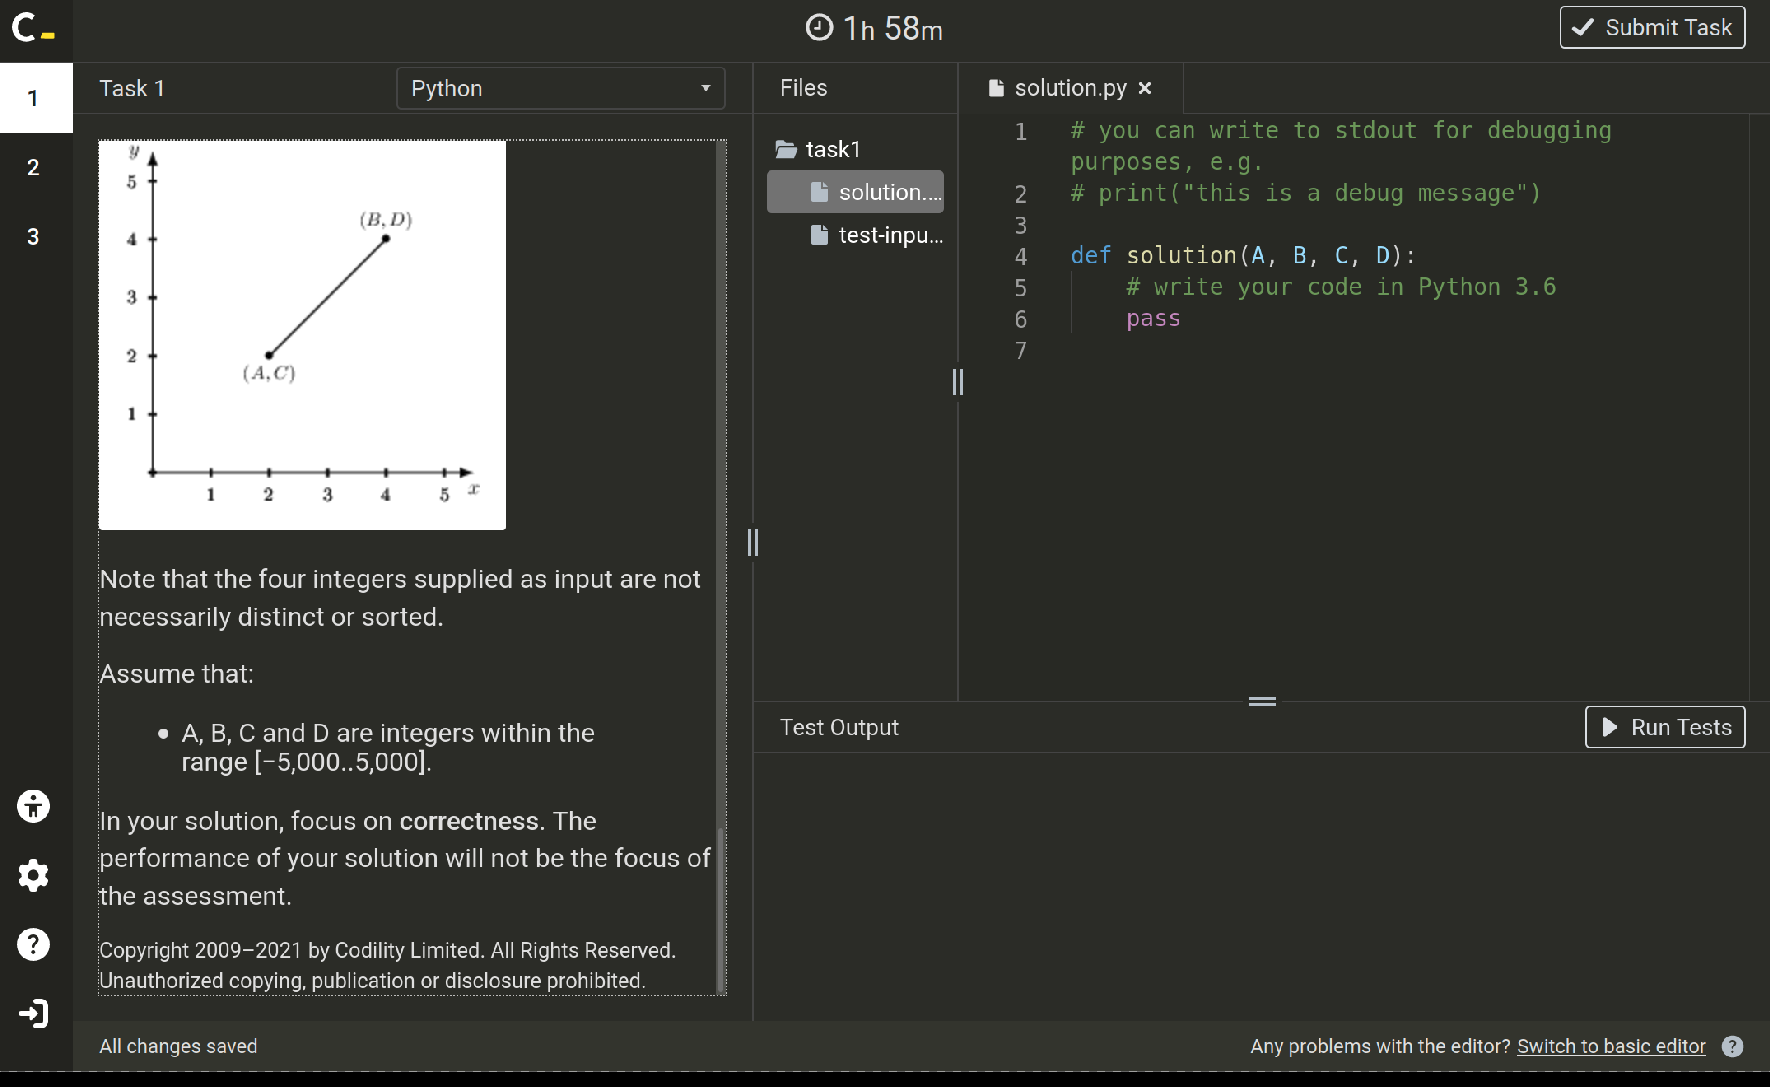 C_
1h 58m
Submit Task
1
2
3
Task 1
Python
Files
solution.py
task1
solution....
test-inpu...
y
5
4
3
2
1
(B, D)
(A, C)
1 2 3 4 5 x
Note that the four integers supplied as input are not
necessarily distinct or sorted.
Assume that:
• A, B, C and D are integers within the
range [−5,000..5,000].
In your solution, focus on correctness. The
performance of your solution will not be the focus of
the assessment.
Copyright 2009–2021 by Codility Limited. All Rights Reserved.
Unauthorized copying, publication or disclosure prohibited.
1 # you can write to stdout for debugging
purposes, e.g.
2 # print("this is a debug message")
3
4 def solution(A, B, C, D):
5 # write your code in Python 3.6
6 pass
7
Test Output
Run Tests
All changes saved
Any problems with the editor? Switch to basic editor ?